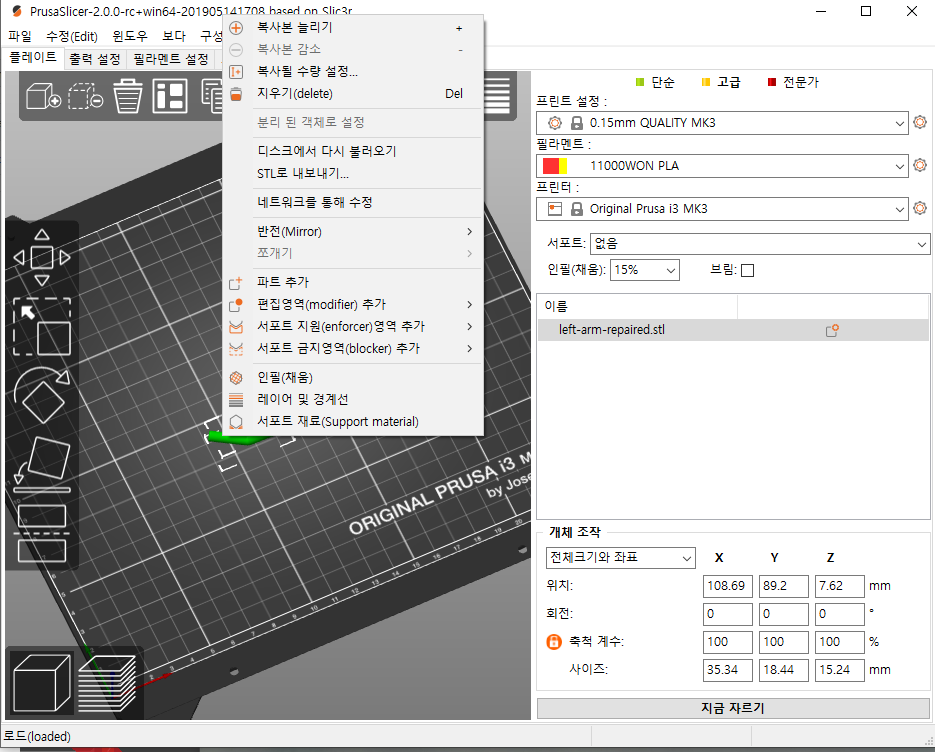 PrusaSlicer-2.0.0-rc+win64-201905141708 based on Slic3r
파일 수정(Edit) 윈도우 보다 구성
플레이트 출력 설정 필라멘트 설정
복사본 늘리기 +
복사본 감소 -
복사될 수량 설정...
지우기(delete) Del
분리 된 객체로 설정
디스크에서 다시 불러오기
STL로 내보내기...
네트워크를 통해 수정
반전(Mirror)
쪼개기
파트 추가
편집영역(modifier) 추가
서포트 지원(enforcer)영역 추가
서포트 금지영역(blocker) 추가
인필(채움)
레이어 및 경계선
서포트 재료(Support material)
ORIGINAL PRUSA i3 M
by Jose
단순 고급 전문가
프린트 설정 :
0.15mm QUALITY MK3
필라멘트 :
11000WON PLA
프린터 :
Original Prusa i3 MK3
서포트: 없음
인필(채움): 15% 브림:
이름
left-arm-repaired.stl
개체 조작
전체크기와 좌표 X Y Z
위치: 108.69 89.2 7.62 mm
회전: 0 0 0 °
축척 계수: 100 100 100 %
사이즈: 35.34 18.44 15.24 mm
지금 자르기
로드(loaded)